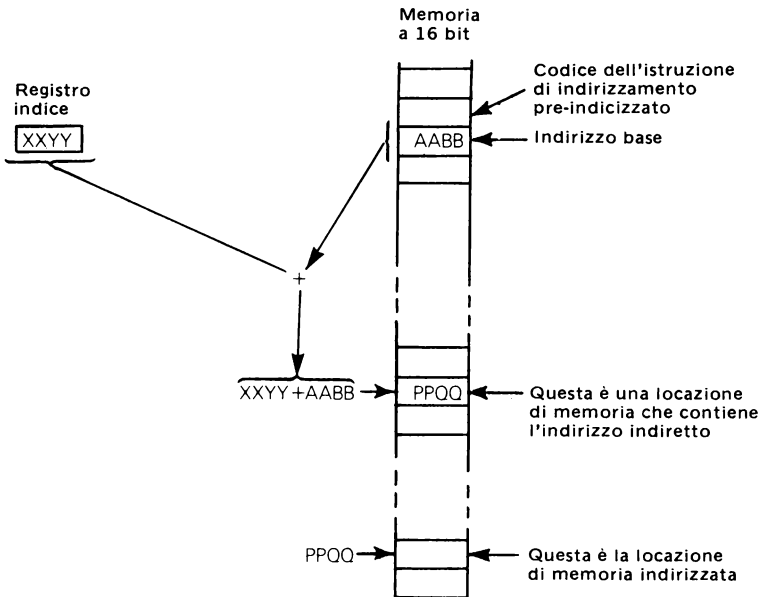 Memoria
a 16 bit
Codice dell'istruzione
di indirizzamento
pre-indicizzato
Registro
indice
XXYY
AABB
Indirizzo base
+
XXYY+AABB
PPQQ
Questa è una locazione
di memoria che contiene
l'indirizzo indiretto
PPQQ
Questa è la locazione
di memoria indirizzata